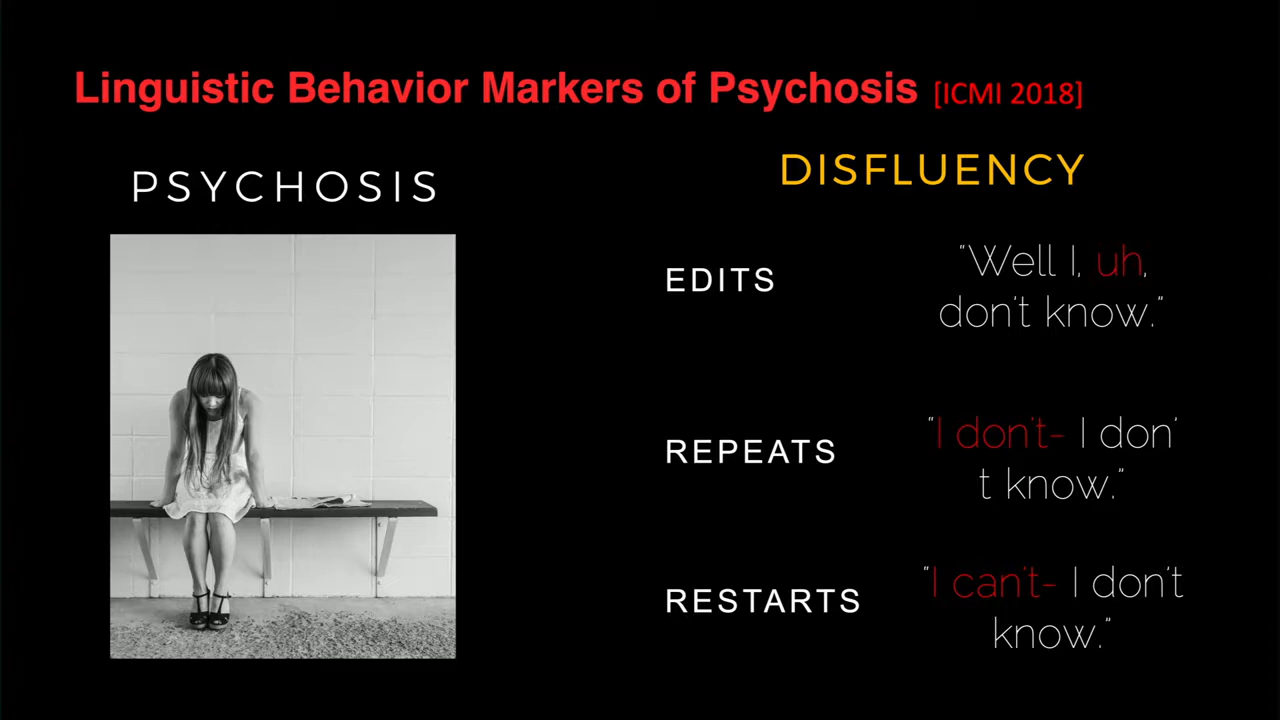 Linguistic Behavior Markers of Psychosis [ICMI 2018]
PSYCHOSIS
DISFLUENCY
EDITS
"Well I, uh,
don't know."
REPEATS
"I don't- I don'
t know."
RESTARTS
"I can't- I don't
know."